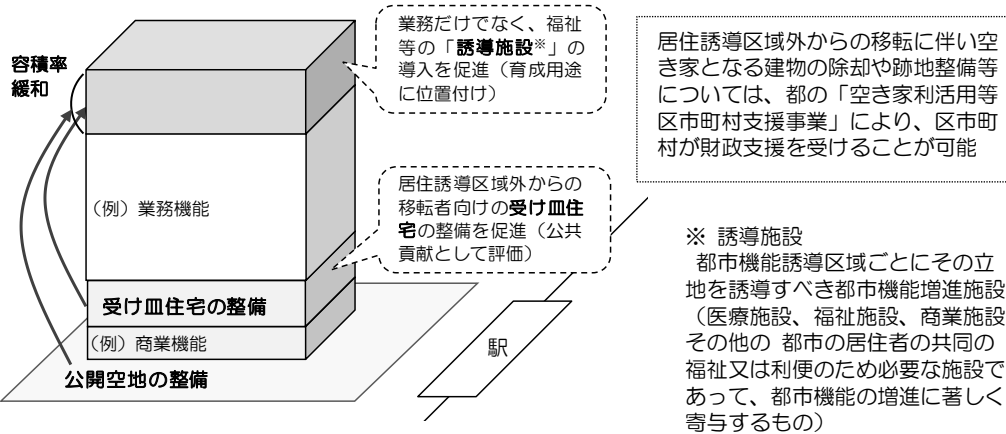 業務だけでなく、福祉
等の「誘導施設※」の
導入を促進（育成用途
に位置付け）
容積率
緩和
（例）業務機能
居住誘導区域外からの
移転者向けの受け皿住
宅の整備を促進（公共
貢献として評価）
受け皿住宅の整備
（例）商業機能
公開空地の整備
駅
居住誘導区域外からの移転に伴い空
き家となる建物の除却や跡地整備等
については、都の「空き家利活用等
区市町村支援事業」により、区市町
村が財政支援を受けることが可能
※ 誘導施設
都市機能誘導区域ごとにその立
地を誘導すべき都市機能増進施設
（医療施設、福祉施設、商業施設
その他の 都市の居住者の共同の
福祉又は利便のため必要な施設で
あって、都市機能の増進に著しく
寄与するもの）